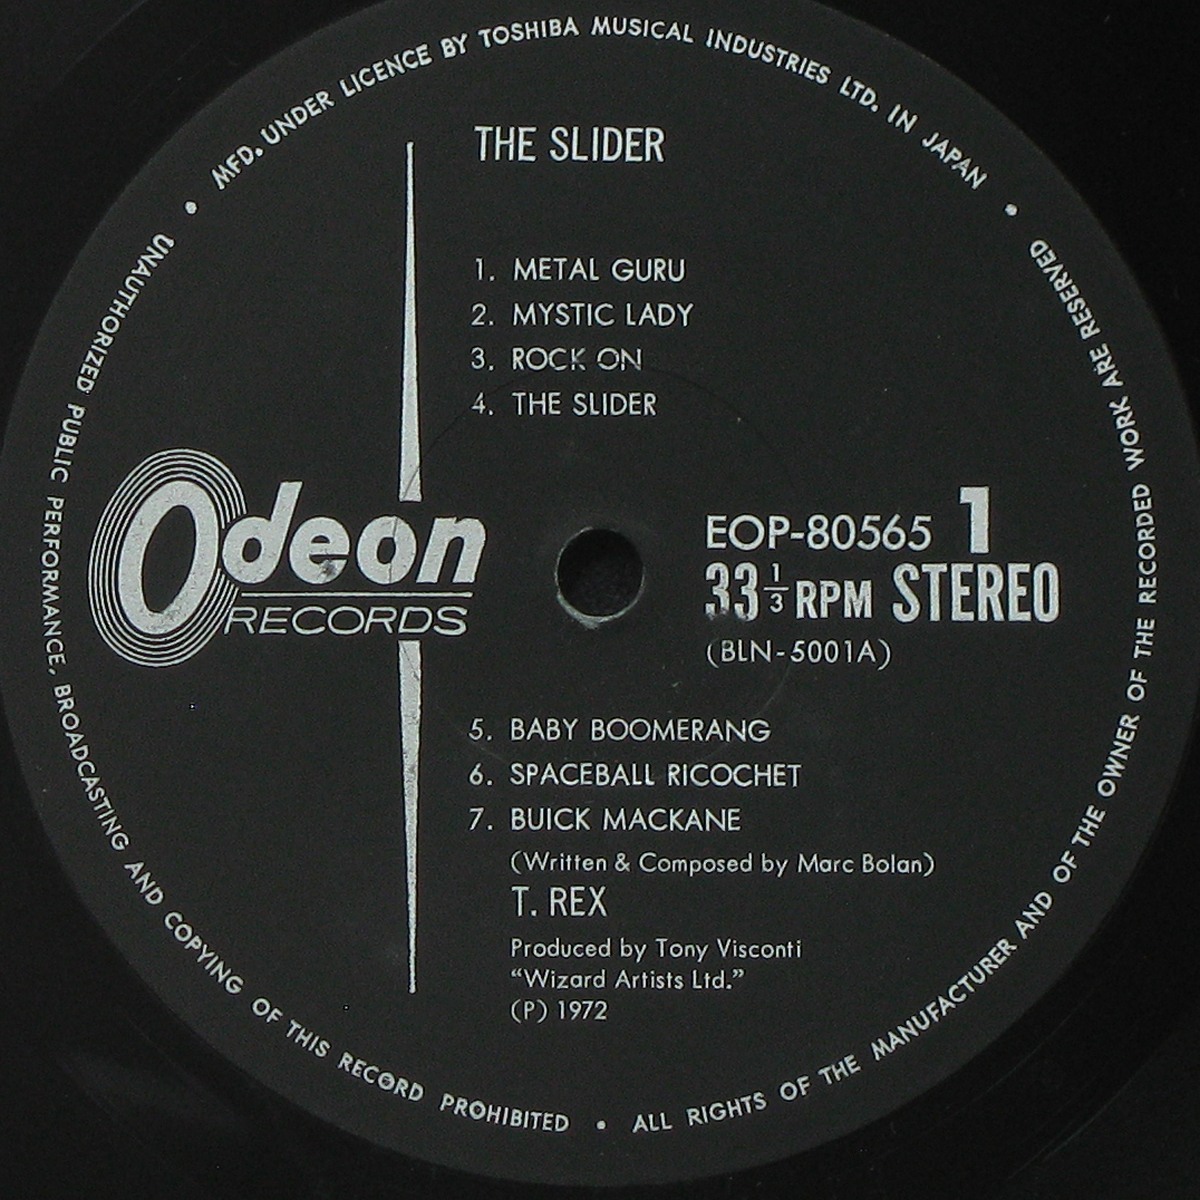 MFD. UNDER LICENCE BY TOSHIBA MUSICAL INDUSTRIES LTD. IN JAPAN •
THE SLIDER
1. METAL GURU
2. MYSTIC LADY
3. ROCK ON
4. THE SLIDER
Odeon
RECORDS
EOP-80565 1
33 1/3 RPM STEREO
(BLN-5001A)
5. BABY BOOMERANG
6. SPACEBALL RICOCHET
7. BUICK MACKANE
(Written & Composed by Marc Bolan)
T. REX
Produced by Tony Visconti
“Wizard Artists Ltd.”
(P) 1972
ALL RIGHTS OF THE MANUFACTURER AND OF THE OWNER OF THE RECORDED WORK ARE RESERVED •
UNAUTHORIZED PUBLIC PERFORMANCE, BROADCASTING AND COPYING OF THIS RECORD PROHIBITED •